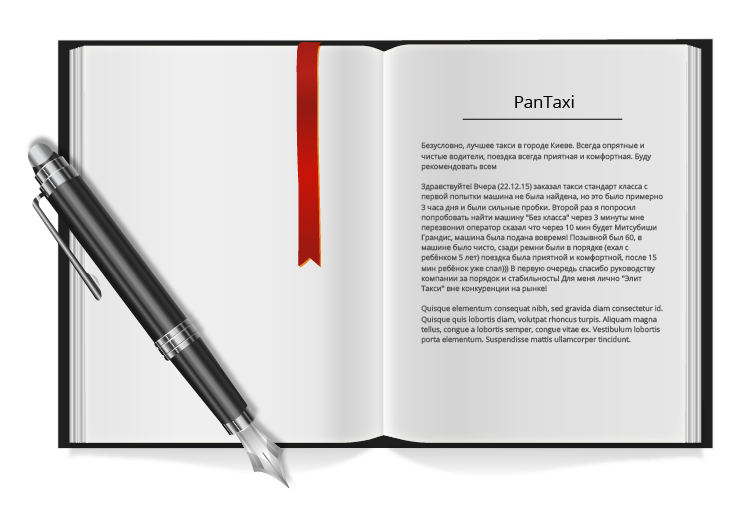 PanTaxi
Безусловно, лучшее такси в городе Киеве. Всегда опрятные и
чистые водители, поездка всегда приятная и комфортная. Буду
рекомендовать всем
Здравствуйте! Вчера (22.12.15) заказал такси стандарт класса с
первой попытки машина не была найдена, но это было примерно
3 часа дня и были сильные пробки. Второй раз я попросил
попробовать найти машину "Без класса" через 3 минуты мне
перезвонил оператор сказал что через 10 мин будет Митсубиши
Грандис, машина была подана вовремя! Позывной был 60, в
машине было чисто, сзади ремни были в порядке (ехал с
ребёнком 5 лет) поездка была приятной и комфортной, после 15
мин ребёнок уже спал))) В первую очередь спасибо руководству
компании за порядок и стабильность! Для меня лично "Элит
Такси" вне конкуренции на рынке!
Quisque elementum consequat nibh, sed gravida diam consectetur id.
Quisque quis lobortis diam, volutpat rhoncus turpis. Aliquam magna
tellus, congue a lobortis semper, congue vitae ex. Vestibulum lobortis
porta elementum. Suspendisse mattis ullamcorper tincidunt.